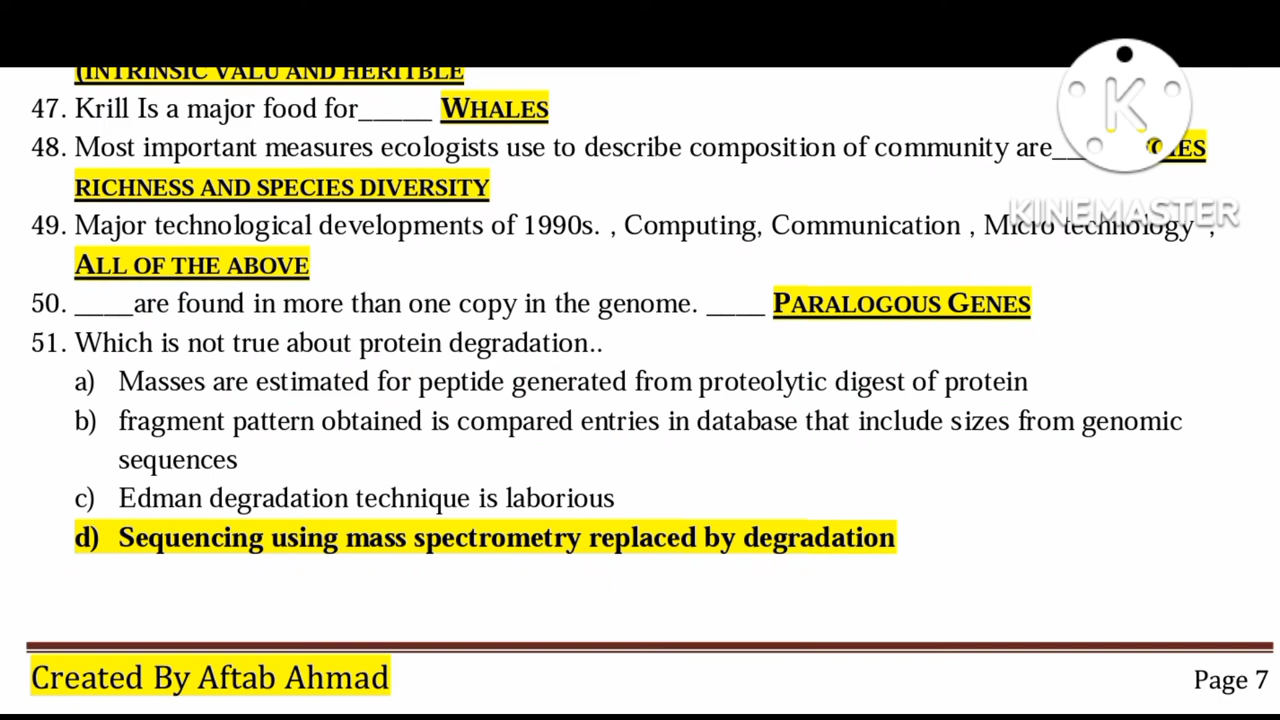 (INTRINSIC VALU AND HERITBLE
47. Krill Is a major food for_____ WHALES
48. Most important measures ecologists use to describe composition of community are__
RICHNESS AND SPECIES DIVERSITY
49. Major technological developments of 1990s. , Computing, Communication , Micro technology ,
ALL OF THE ABOVE
50. ____are found in more than one copy in the genome. ____ PARALOGOUS GENES
51. Which is not true about protein degradation..
a) Masses are estimated for peptide generated from proteolytic digest of protein
b) fragment pattern obtained is compared entries in database that include sizes from genomic
sequences
c) Edman degradation technique is laborious
d) Sequencing using mass spectrometry replaced by degradation
Created By Aftab Ahmad
Page 7
K
KINEMASTER